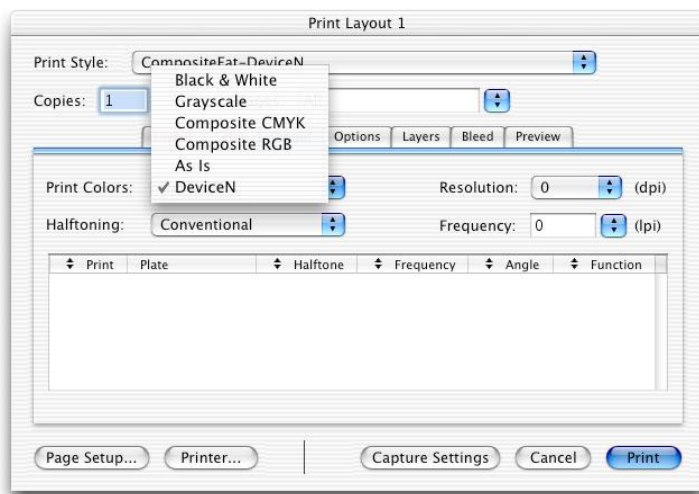 Print Layout 1
Print Style: CompositeFat-DeviceN
Black & White
Copies: 1
Grayscale
Composite CMYK
Options Layers Bleed Preview
Composite RGB
As Is
Print Colors: ✓ DeviceN Resolution: 0 (dpi)
Halftoning: Conventional Frequency: 0 (lpi)
Print Plate Halftone Frequency Angle Function
Page Setup... Printer... Capture Settings Cancel Print